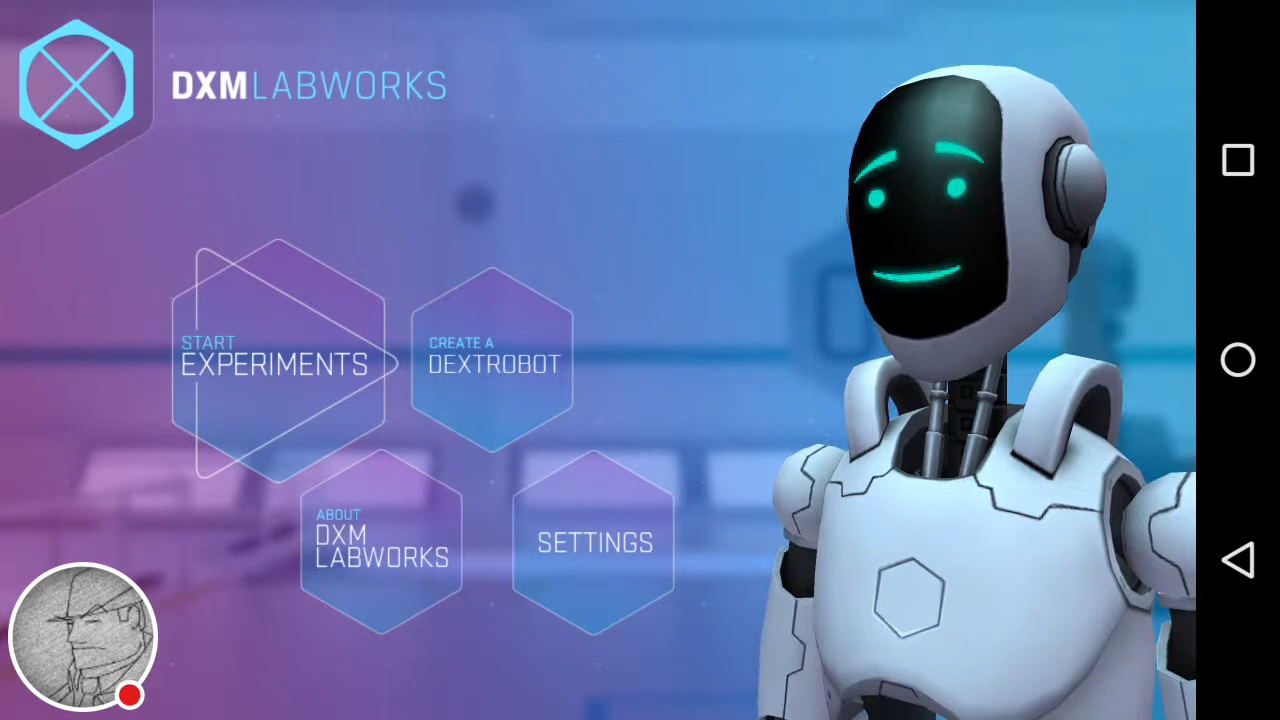 DXMLABWORKS
START
EXPERIMENTS
CREATE A
DEXTROBOT
ABOUT
DXM
LABWORKS
SETTINGS